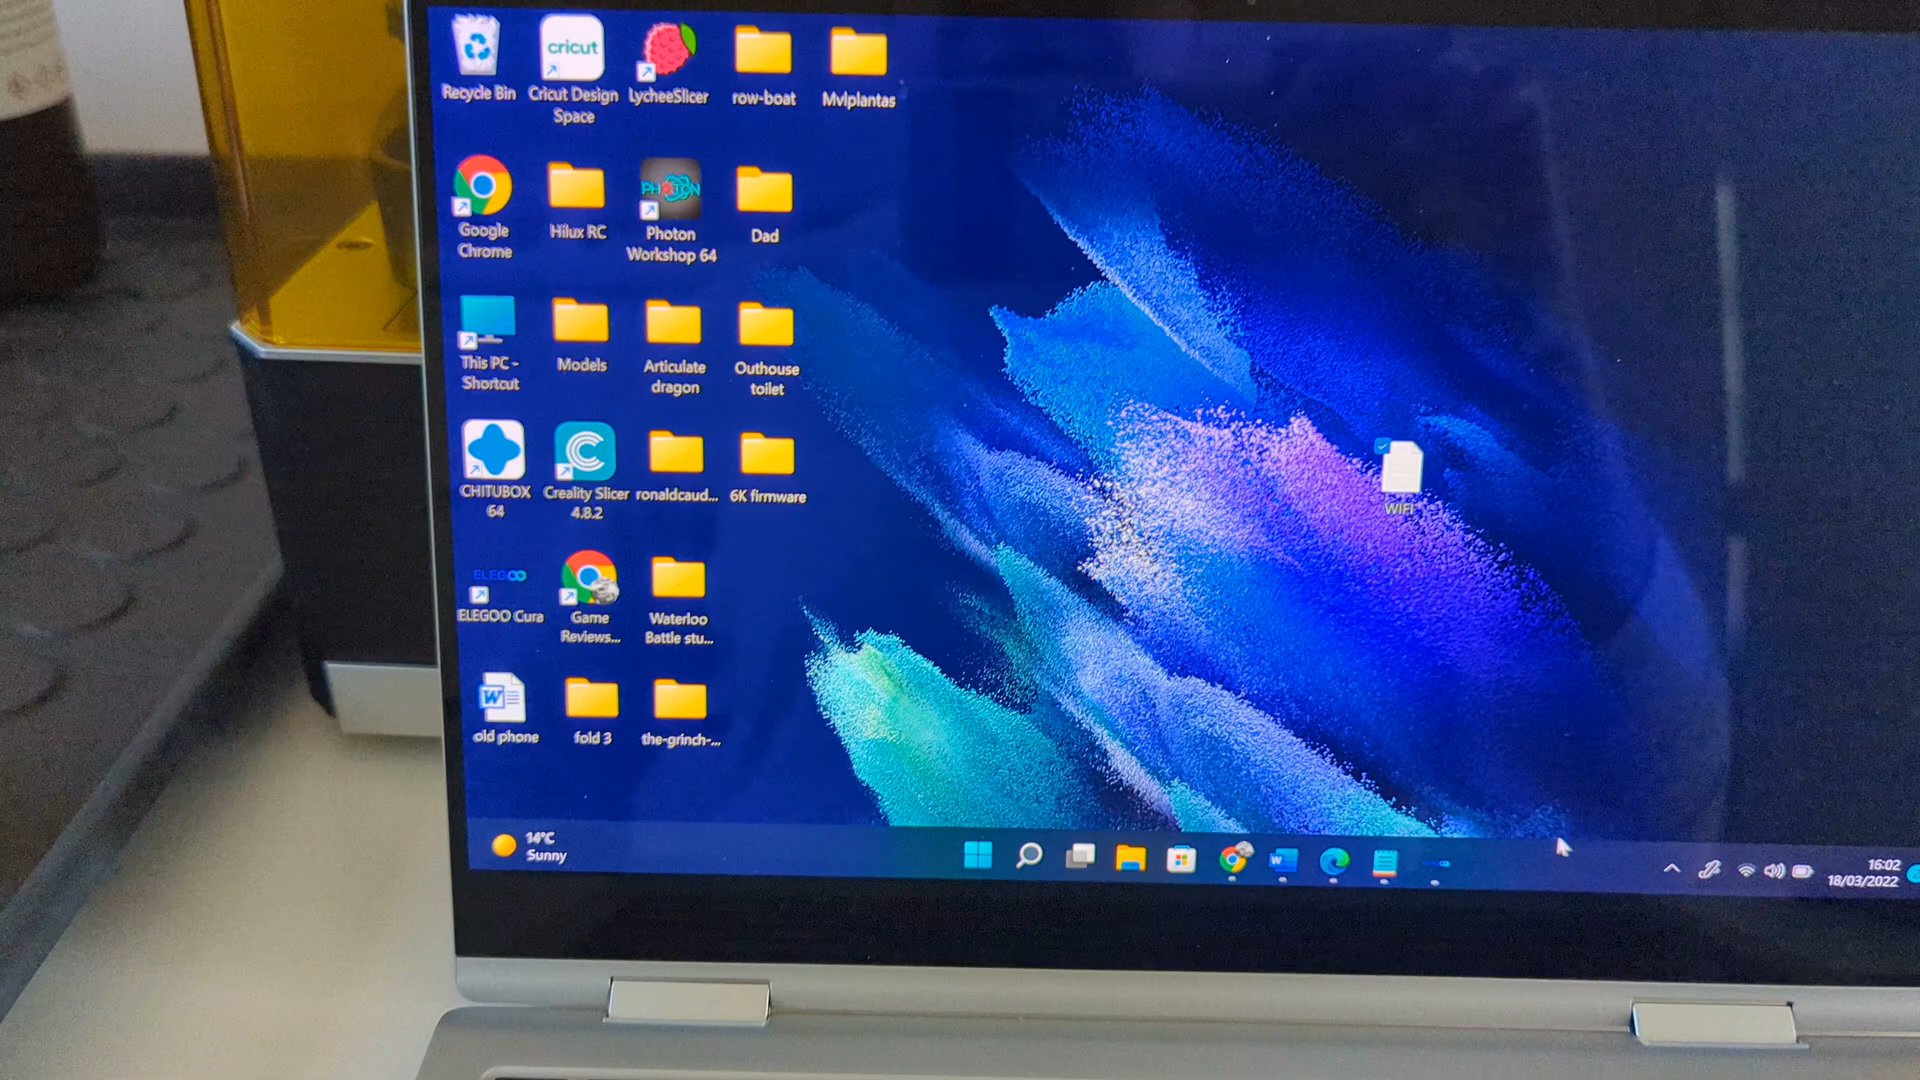 Recycle Bin
cricut
Cricut Design
Space
LycheeSlicer
row-boat
Mvlplantas
Google
Chrome
Hilux RC
PHOTON
Photon
Workshop 64
Dad
This PC -
Shortcut
Models
Articulate
dragon
Outhouse
toilet
CHITUBOX
64
Creality Slicer
4.8.2
ronaldcaud...
6K firmware
WIFI
ELEGOO
ELEGOO Cura
Game
Reviews...
Waterloo
Battle stu...
W
old phone
fold 3
the-grinch-...
14°C
Sunny
W
16:02
18/03/2022